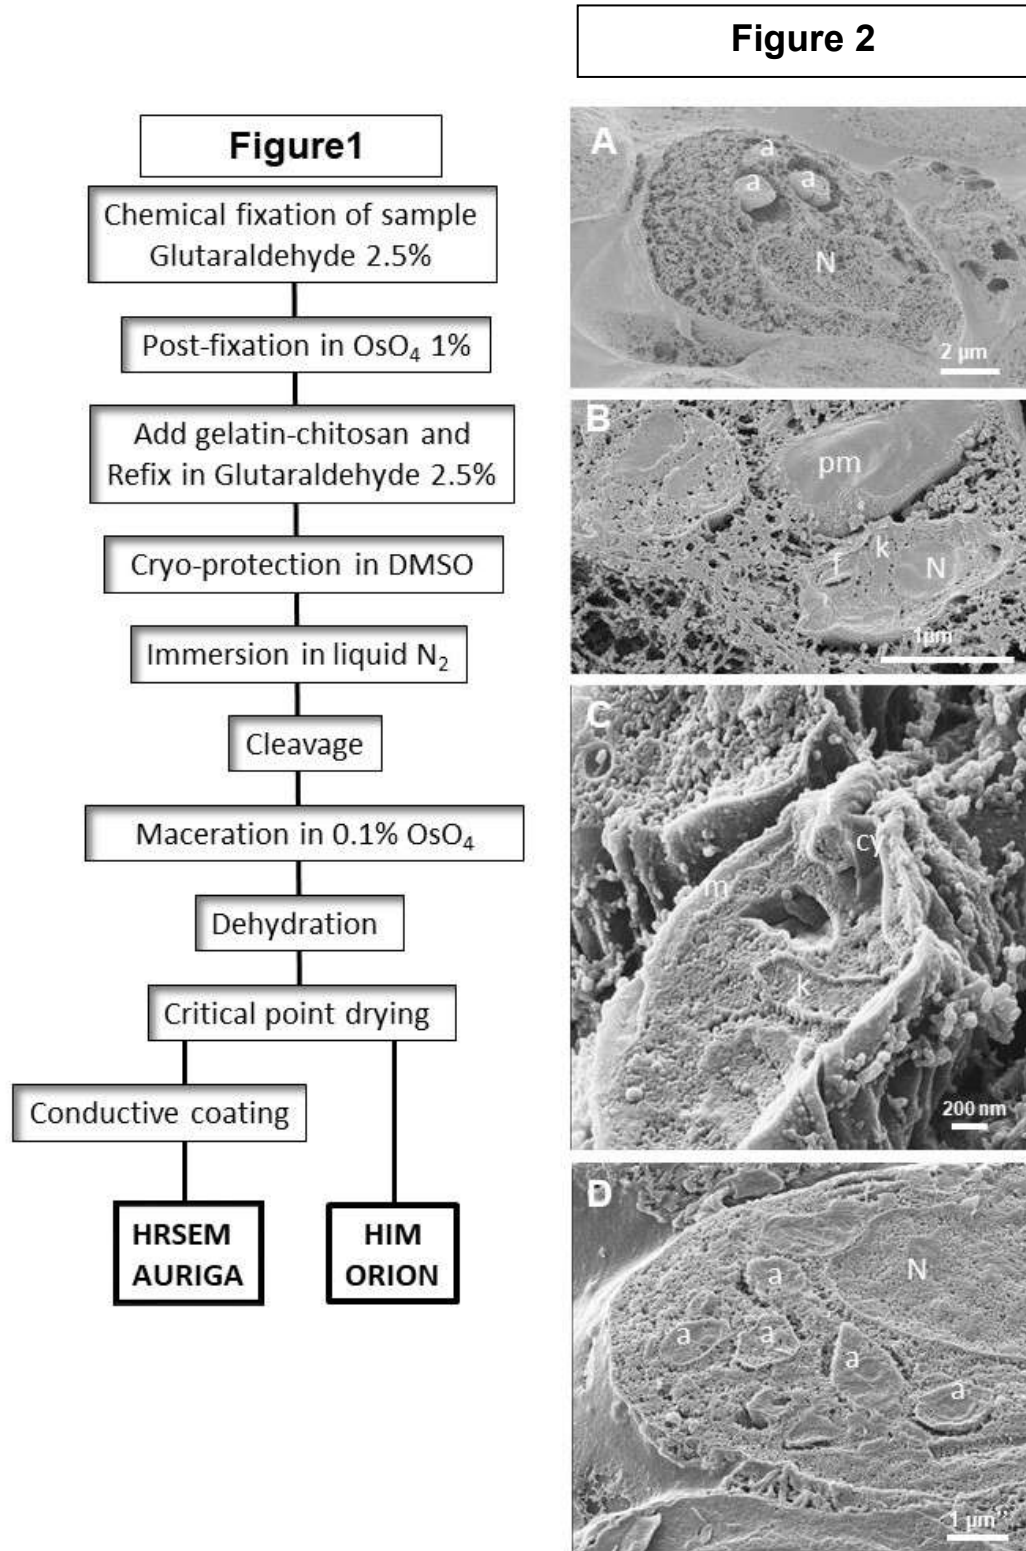 Figure1
Chemical fixation of sample
Glutaraldehyde 2.5%
Post-fixation in OsO₄ 1%
Add gelatin-chitosan and
Refix in Glutaraldehyde 2.5%
Cryo-protection in DMSO
Immersion in liquid N₂
Cleavage
Maceration in 0.1% OsO₄
Dehydration
Critical point drying
Conductive coating
HRSEM
AURIGA
HIM
ORION
Figure 2
A
a
a
a
N
2 µm
B
pm
k
f
N
1µm
C
f
cy
m
k
200 nm
D
N
a
a
a
a
a
1 µm